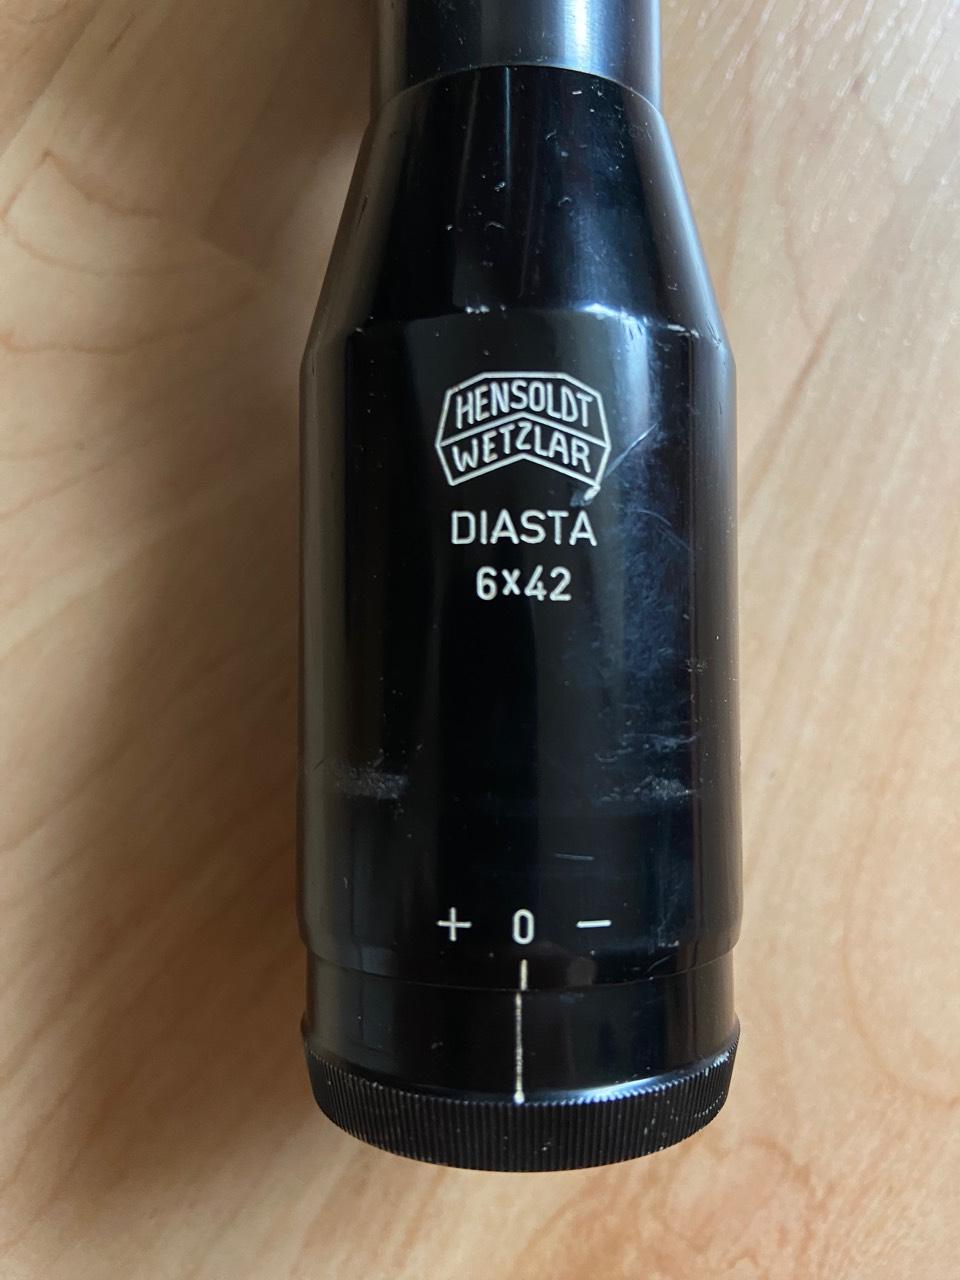 HENSOLDT
WETZLAR
DIASTA
6x42
+ 0 −